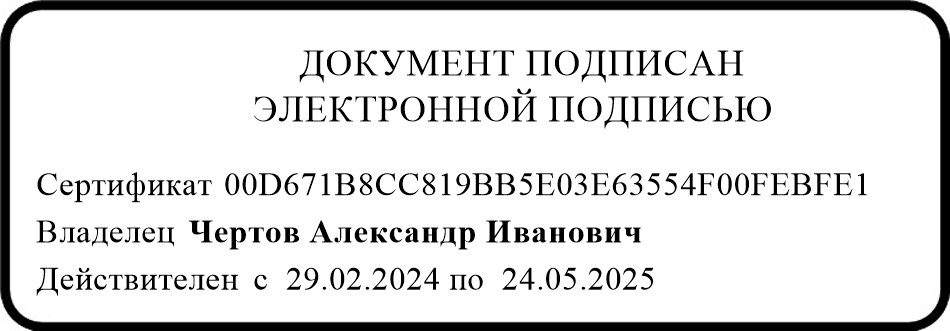 ДОКУМЕНТ ПОДПИСАН
ЭЛЕКТРОННОЙ ПОДПИСЬЮ
Сертификат 00D671B8CC819BB5E03E63554F00FEBFE1
Владелец Чертов Александр Иванович
Действителен с 29.02.2024 по 24.05.2025